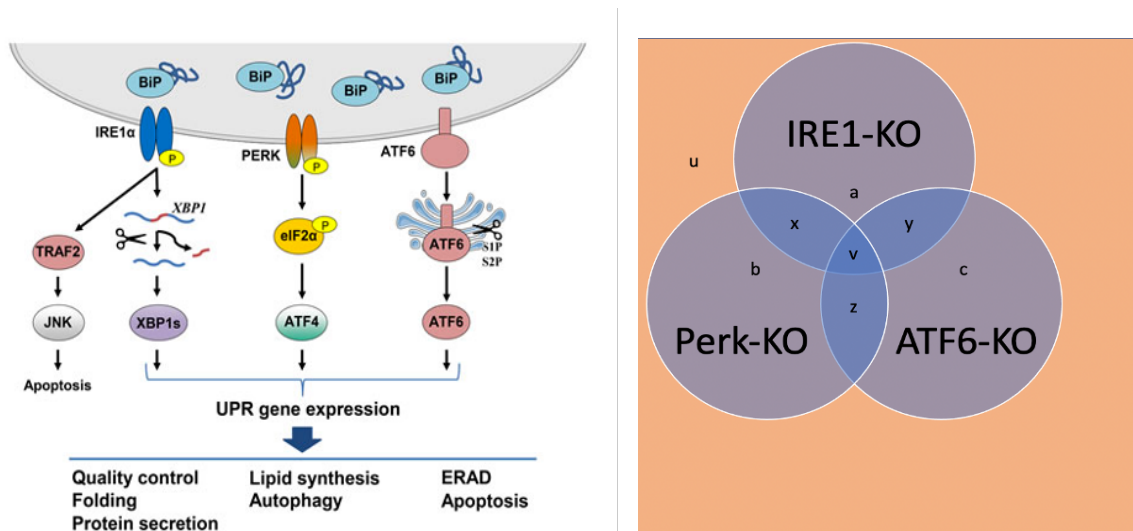 BiP
BiP
BiP
BiP
IRE1α
P
PERK
P
ATF6
XBP1
TRAF2
eIF2α
P
ATF6
S1P
S2P
JNK
XBP1s
ATF4
ATF6
Apoptosis
UPR gene expression
Quality control
Folding
Protein secretion
Lipid synthesis
Autophagy
ERAD
Apoptosis
IRE1-KO
u
a
x
y
v
b
c
z
Perk-KO
ATF6-KO